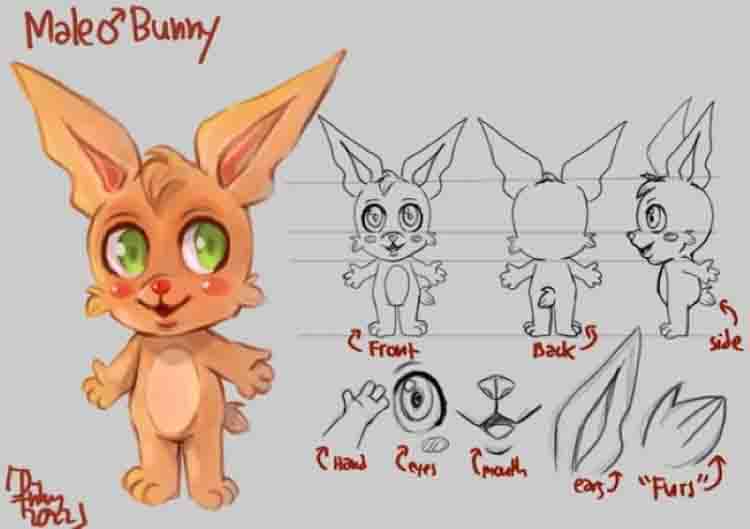 Male♂Bunny
Front
Back
side
Hand
eyes
mouth
ears
"Furs"